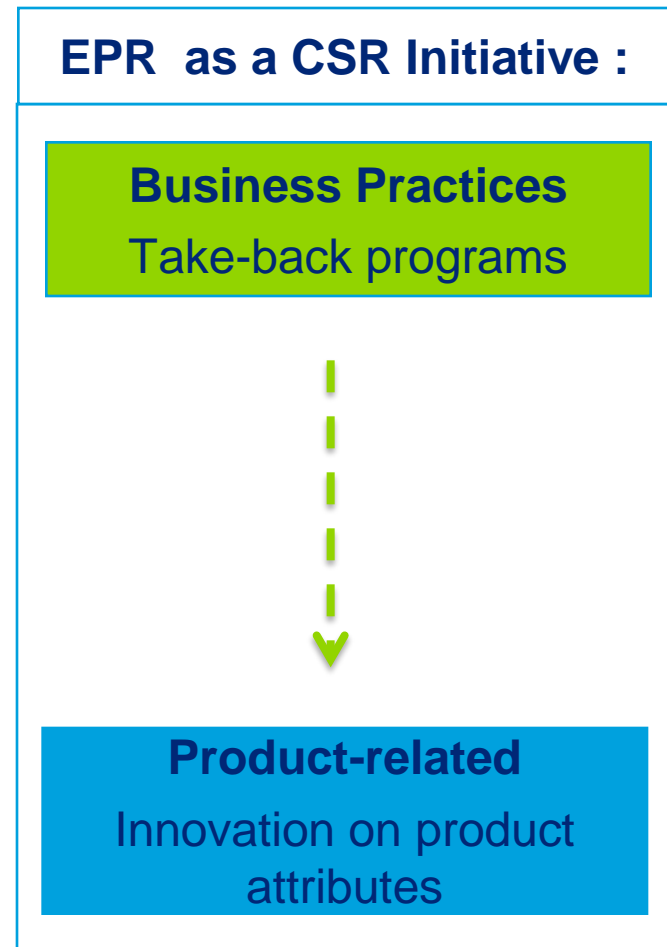 EPR as a CSR Initiative :
Business Practices
Take-back programs
Product-related
Innovation on product
attributes